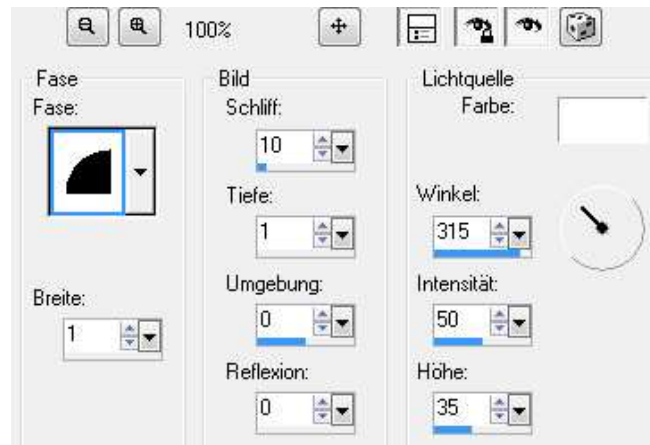 100%
Fase
Fase:
Breite:
1
Bild
Schliff:
10
Tiefe:
1
Umgebung:
0
Reflexion:
0
Lichtquelle
Farbe:
Winkel:
315
Intensität:
50
Höhe:
35